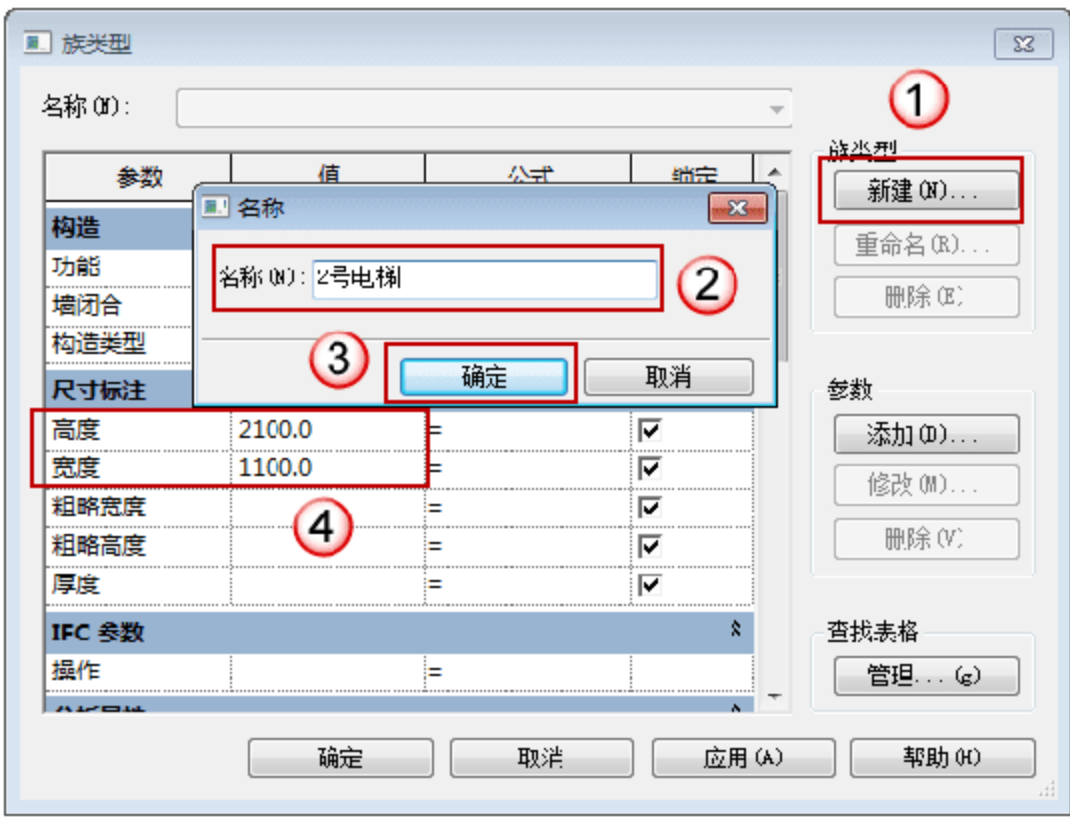 族类型
名称(N):
1
族类型
参数 值 公式 锁定
新建(N)...
名称
构造
重命名(R)...
功能
名称(N): 2号电梯
2
墙闭合
删除(E)
构造类型
3
确定 取消
尺寸标注
参数
高度 2100.0 =
添加(D)...
宽度 1100.0 =
修改(M)...
粗略宽度 =
4
粗略高度 =
删除(V)
厚度 =
IFC 参数
查找表格
操作 =
管理...(g)
分析属性
确定 取消 应用(A) 帮助(H)